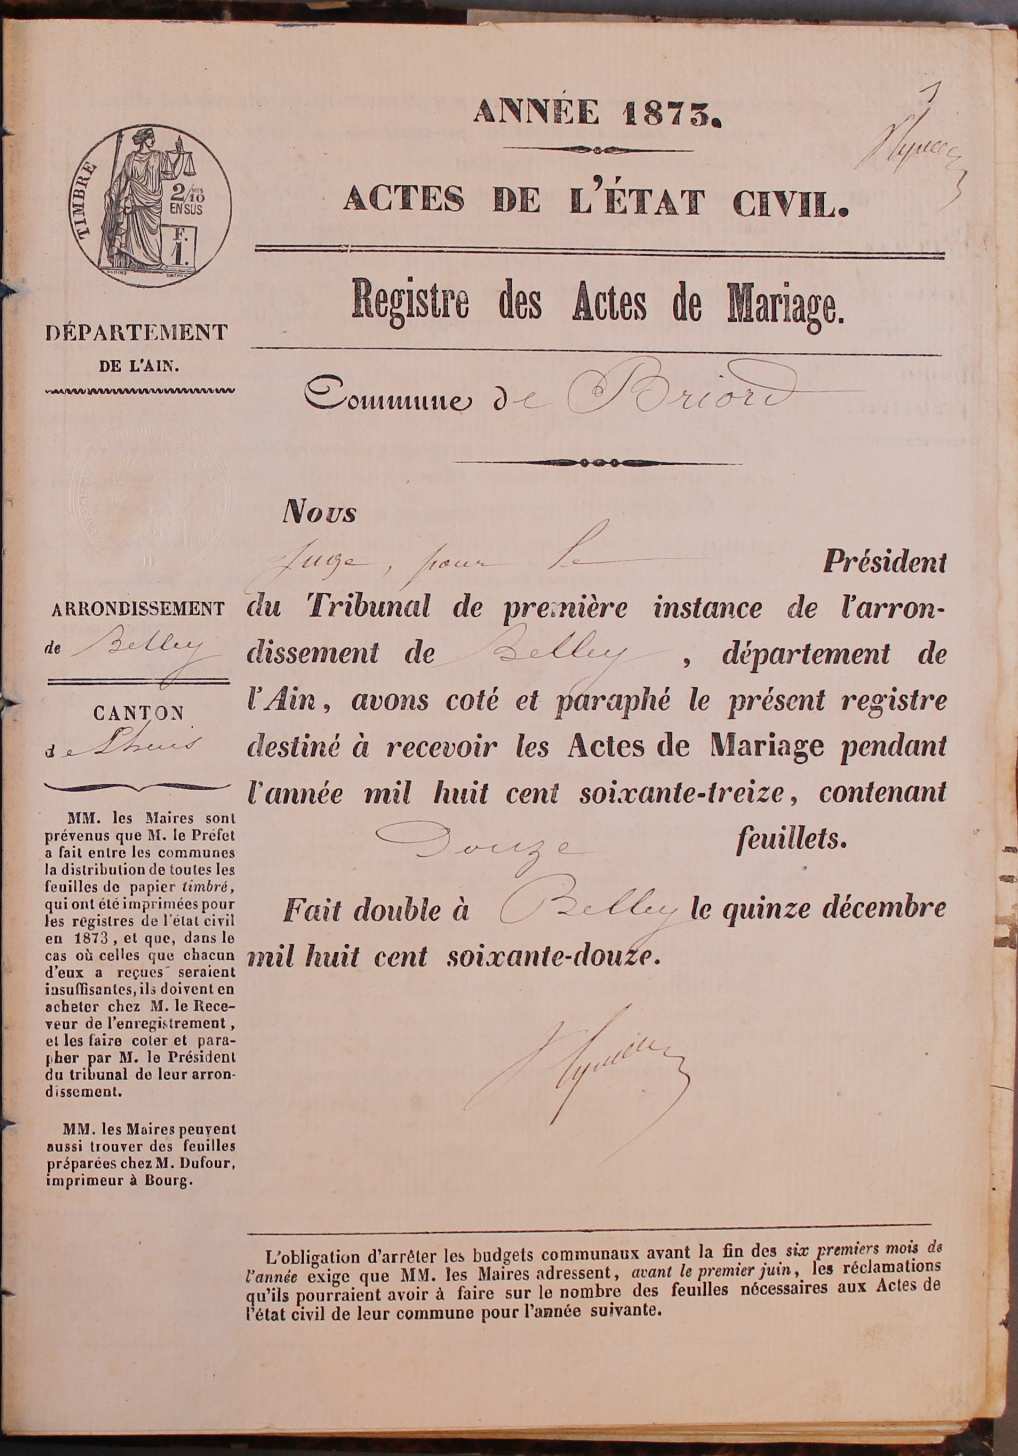 1
ANNÉE 1873.
ACTES DE L'ÉTAT CIVIL.
TIMBRE
2/10
EN SUS
F.
1.
Registre des Actes de Mariage.
DÉPARTEMENT
DE L'AIN.
Commune de Briord
Nous
Juge, pour le Président
du Tribunal de première instance de l'arron-
dissement de Belley, département de
l'Ain, avons coté et paraphé le présent registre
destiné à recevoir les Actes de Mariage pendant
l'année mil huit cent soixante-treize, contenant
Douze feuillets.
Fait double à Belley le quinze décembre
mil huit cent soixante-douze.
ARRONDISSEMENT
de Belley
CANTON
de Lhuis
MM. les Maires sont
prévenus que M. le Préfet
a fait entre les communes
la distribution de toutes les
feuilles de papier timbré,
qui ont été imprimées pour
les registres de l'état civil
en 1873, et que, dans le
cas où celles que chacun
d'eux a reçues seraient
insuffisantes, ils doivent en
acheter chez M. le Rece-
veur de l'enregistrement,
et les faire coter et para-
pher par M. le Président
du tribunal de leur arron-
dissement.
MM. les Maires peuvent
aussi trouver des feuilles
préparées chez M. Dufour,
imprimeur à Bourg.
L'obligation d'arrêter les budgets communaux avant la fin des six premiers mois de
l'année exige que MM. les Maires adressent, avant le premier juin, les réclamations
qu'ils pourraient avoir à faire sur le nombre des feuilles nécessaires aux Actes de
l'état civil de leur commune pour l'année suivante.